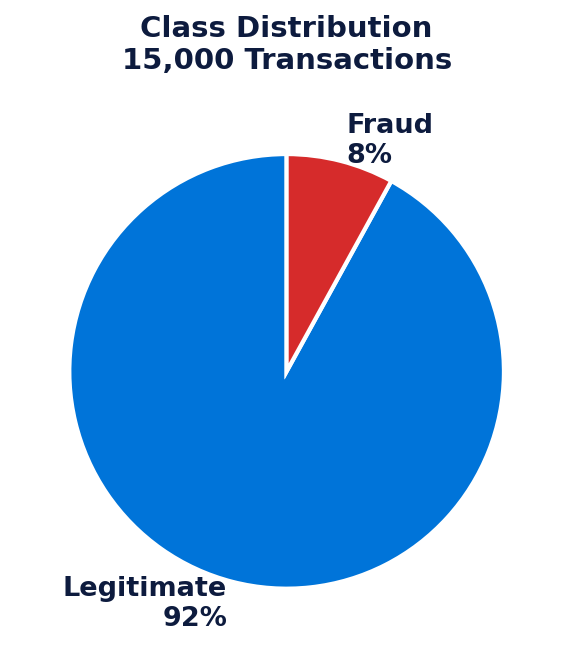 Class Distribution
15,000 Transactions
Fraud
8%
Legitimate
92%